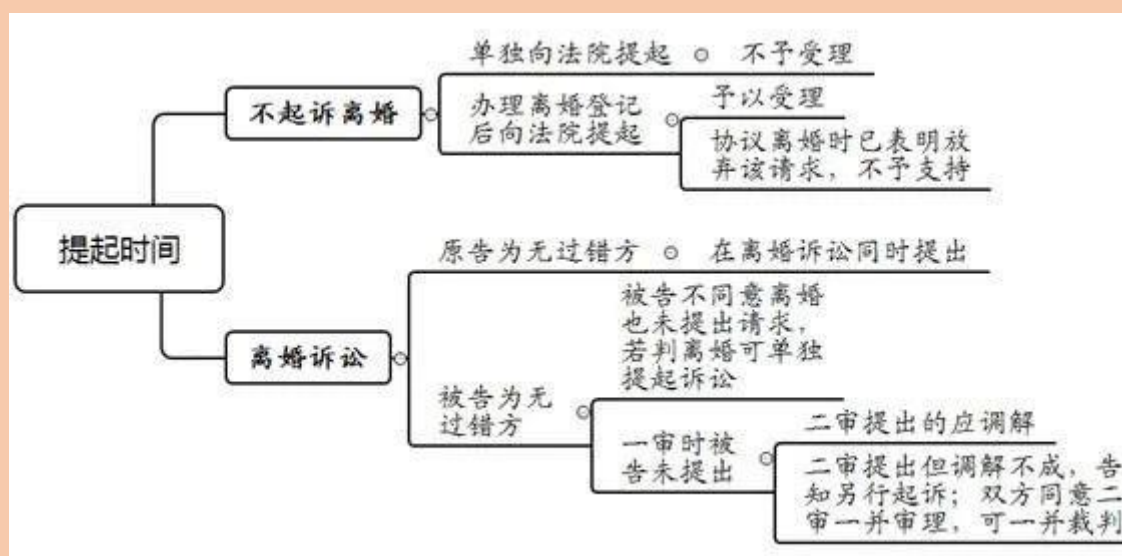 单独向法院提起
不予受理
不起诉离婚
办理离婚登记
后向法院提起
予以受理
协议离婚时已表明放
弃该请求，不予支持
提起时间
原告为无过错方
在离婚诉讼同时提出
离婚诉讼
被告为无
过错方
被告不同意离婚
也未提出请求，
若判离婚可单独
提起诉讼
一审时被
告未提出
二审提出的应调解
二审提出但调解不成，告
知另行起诉；双方同意二
审一并审理，可一并裁判